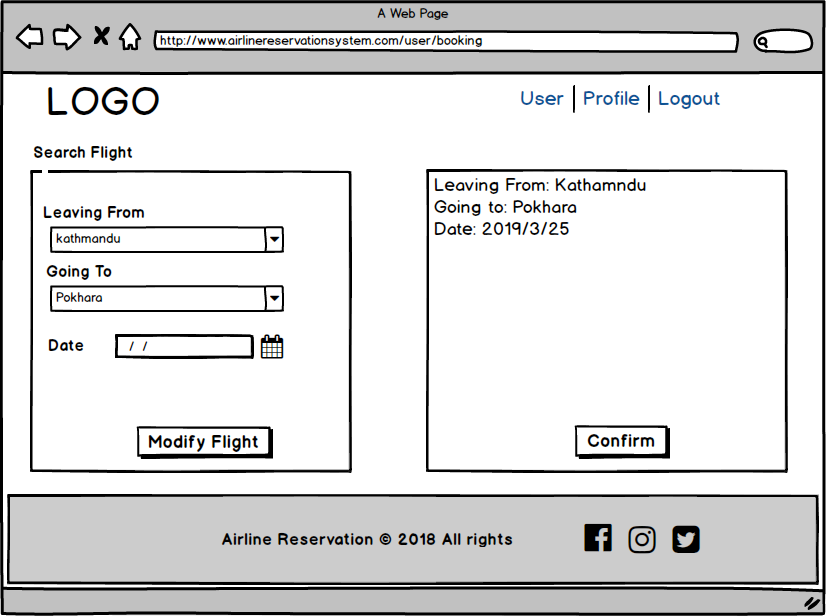 A Web Page
http://www.airlinereservationsystem.com/user/booking
LOGO
User | Profile | Logout
Search Flight
Leaving From
kathmandu
Going To
Pokhara
Date / /
Modify Flight
Leaving From: Kathamndu
Going to: Pokhara
Date: 2019/3/25
Confirm
Airline Reservation © 2018 All rights